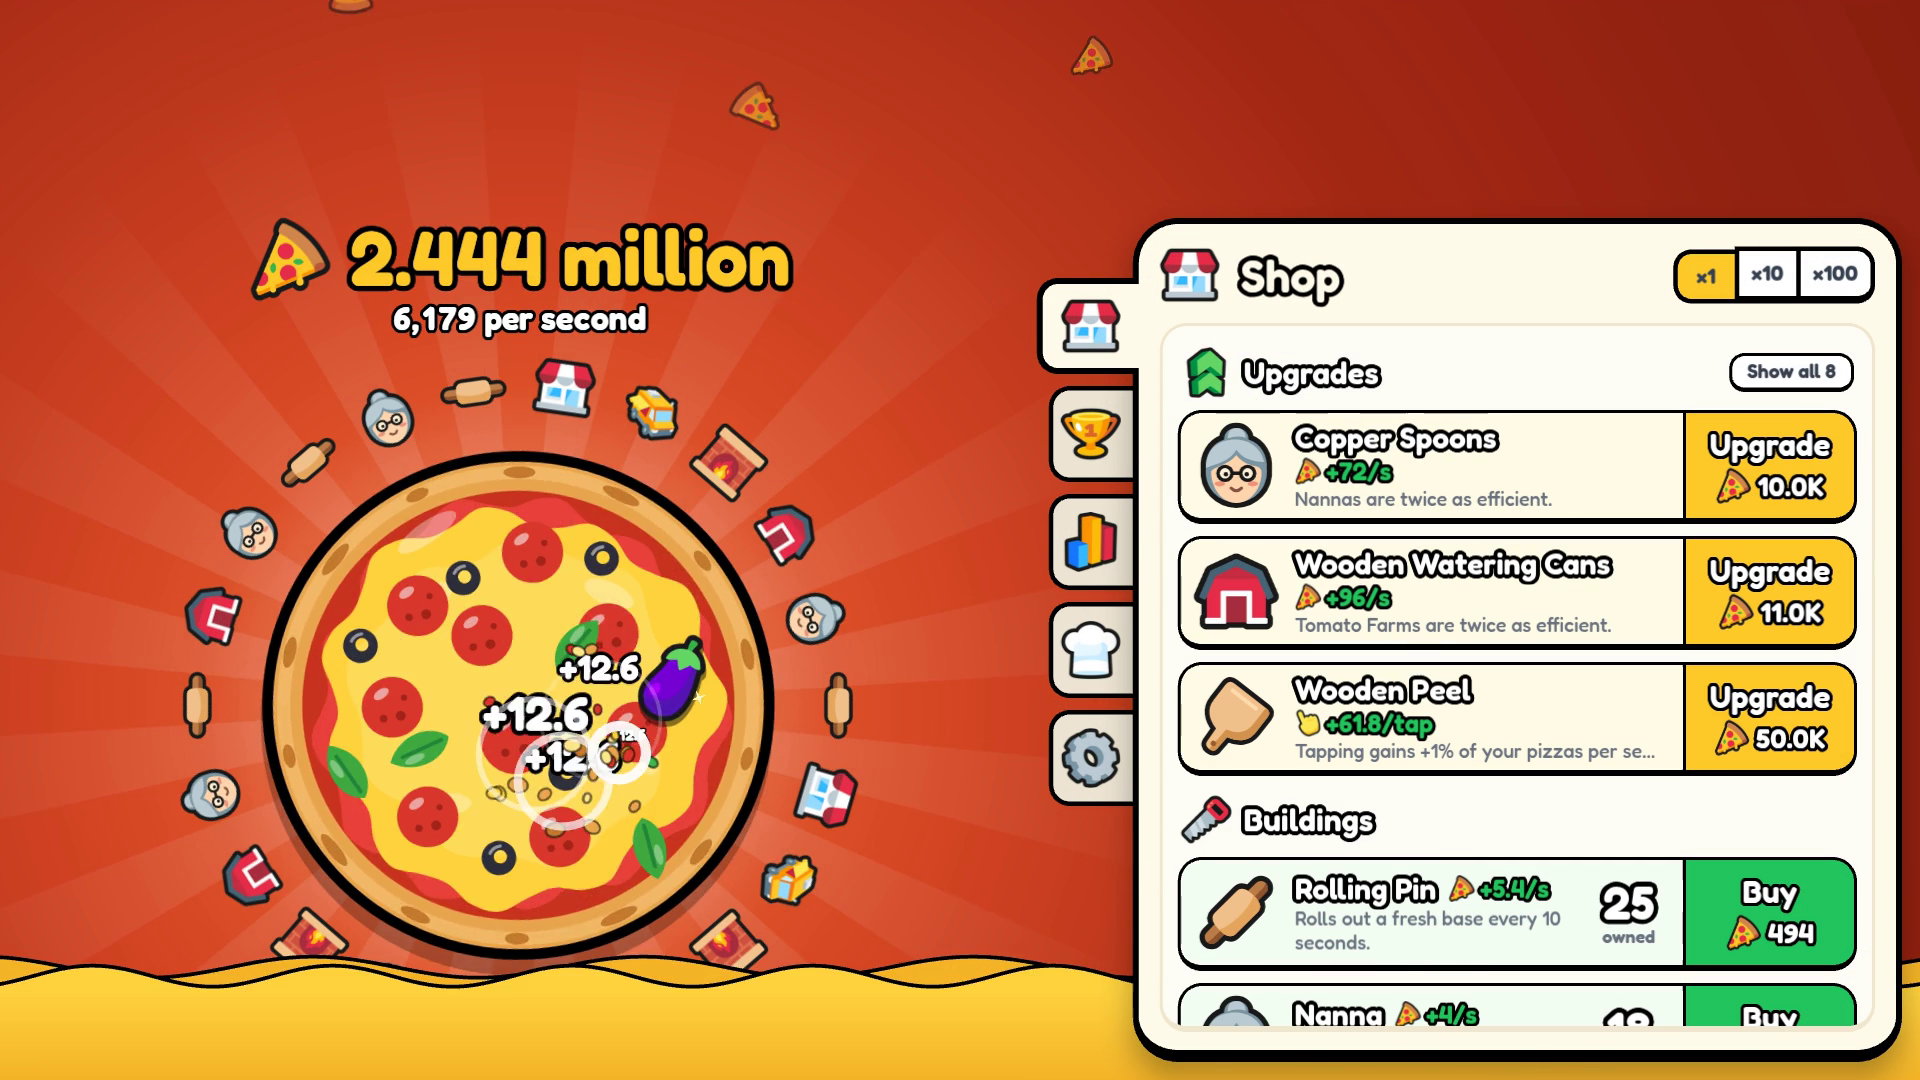 2.444 million
6,179 per second
+12.6
+12.6
Shop
x1
x10
x100
Upgrades
Show all 8
Copper Spoons
+72/s
Nannas are twice as efficient.
Upgrade
10.0K
Wooden Watering Cans
+96/s
Tomato Farms are twice as efficient.
Upgrade
11.0K
Wooden Peel
+61.8/tap
Tapping gains +1% of your pizzas per se...
Upgrade
50.0K
Buildings
Rolling Pin +5.4/s
Rolls out a fresh base every 10
seconds.
25
owned
Buy
494
Nanna +4/s
Buy